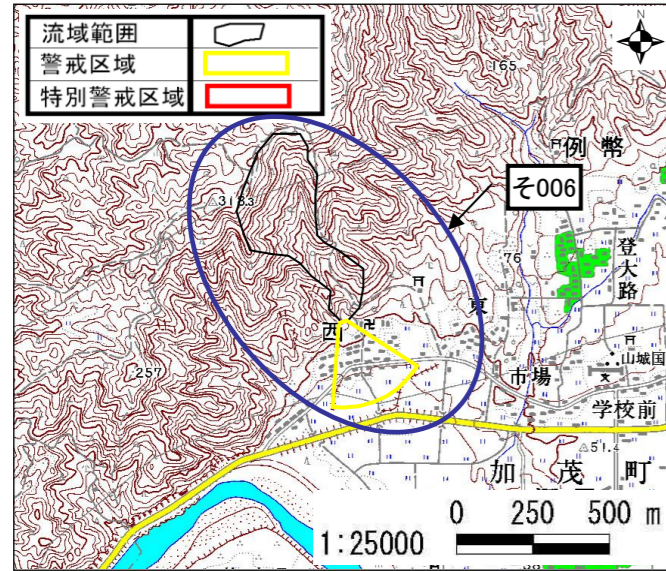 流域範囲
警戒区域
特別警戒区域
N
165
例幣
そ006
3183
76
登大路
東
西
山城国
257
市場
学校前
51.4
加茂町
0 250 500 m
1:25000